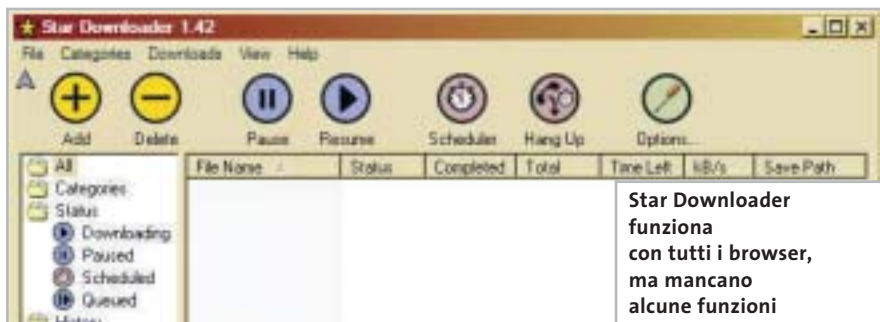 Star Downloader 1.42
File Categories Downloads View Help
Add Delete Pause Resume Scheduler Hang Up Options...
All
File Name Status Completed Total Time Left kB/s Save Path
Categories
Status
Downloading
Paused
Scheduled
Queued
History
Star Downloader
funziona
con tutti i browser,
ma mancano
alcune funzioni